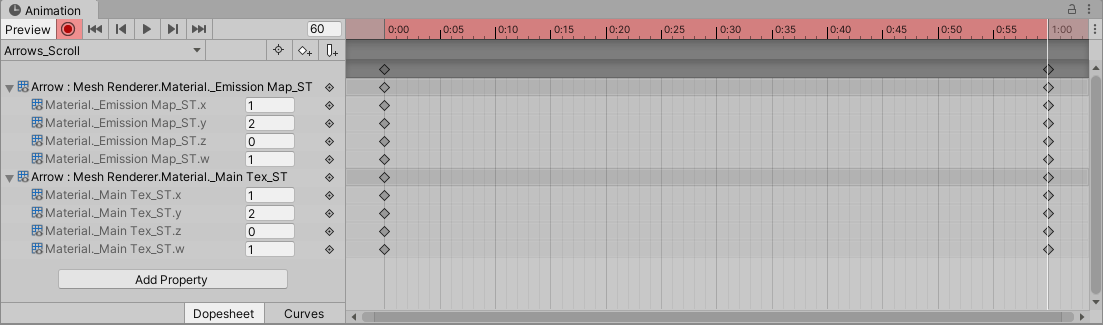 Animation
Preview 60 0:00 0:05 0:10 0:15 0:20 0:25 0:30 0:35 0:40 0:45 0:50 0:55 1:00
Arrows_Scroll
Arrow : Mesh Renderer.Material._Emission Map_ST
Material._Emission Map_ST.x 1
Material._Emission Map_ST.y 2
Material._Emission Map_ST.z 0
Material._Emission Map_ST.w 1
Arrow : Mesh Renderer.Material._Main Tex_ST
Material._Main Tex_ST.x 1
Material._Main Tex_ST.y 2
Material._Main Tex_ST.z 0
Material._Main Tex_ST.w 1
Add Property
Dopesheet Curves